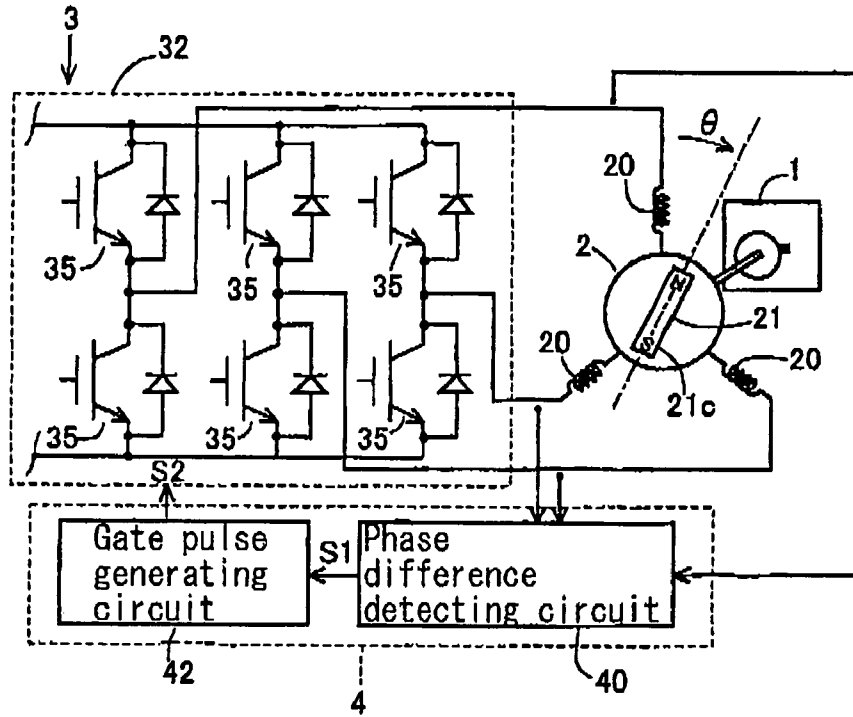 3
32
θ
20
1
2
35
35
35
N
21
S
20
20
21c
35
35
35
S2
Gate pulse
generating
circuit
S1
Phase
difference
detecting circuit
42
4
40